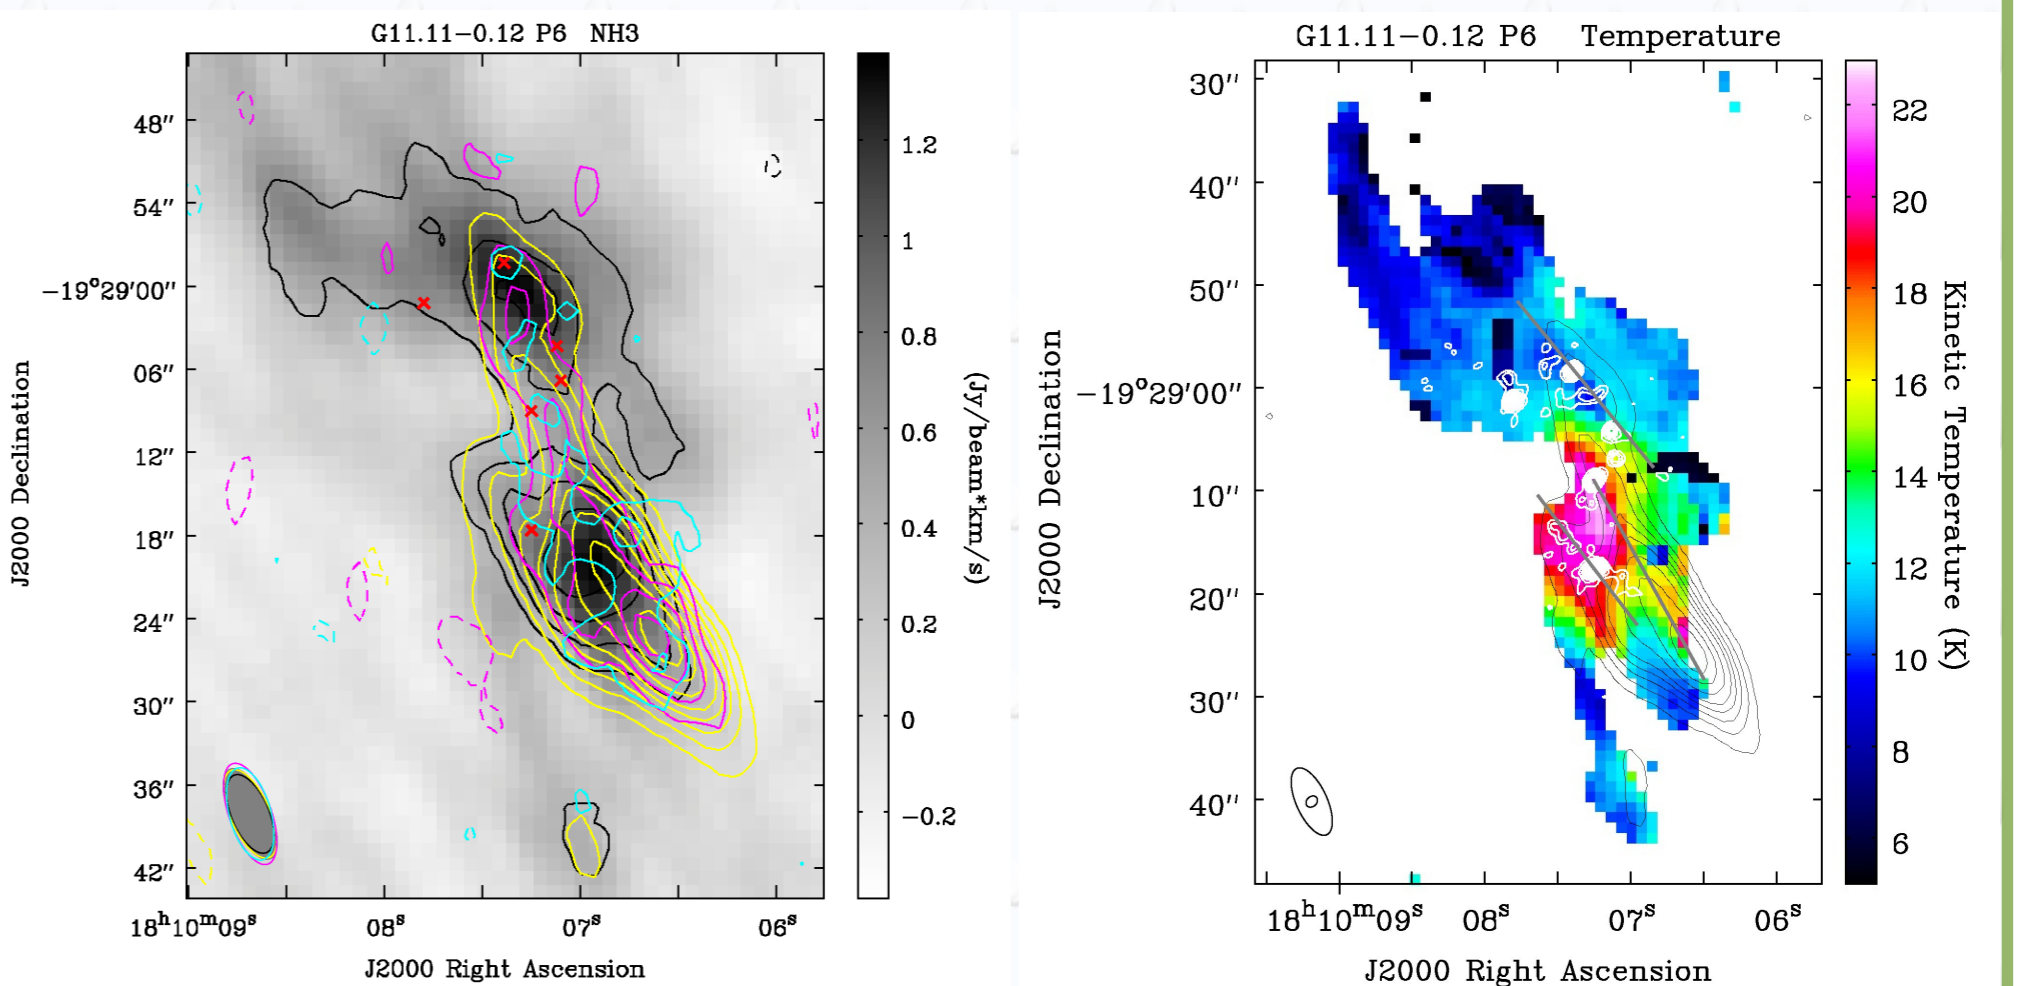 G11.11−0.12 P6 NH3
48″
54″
−19°29′00″
06″
12″
18″
24″
30″
36″
42″
18ʰ10ᵐ09ˢ
08ˢ
07ˢ
06ˢ
J2000 Right Ascension
J2000 Declination
1.2
1
0.8
0.6
0.4
0.2
0
−0.2
(Jy/beam*km/s)
G11.11−0.12 P6 Temperature
30″
40″
50″
−19°29′00″
10″
20″
30″
40″
18ʰ10ᵐ09ˢ
08ˢ
07ˢ
06ˢ
J2000 Right Ascension
J2000 Declination
22
20
18
16
14
12
10
8
6
Kinetic Temperature (K)